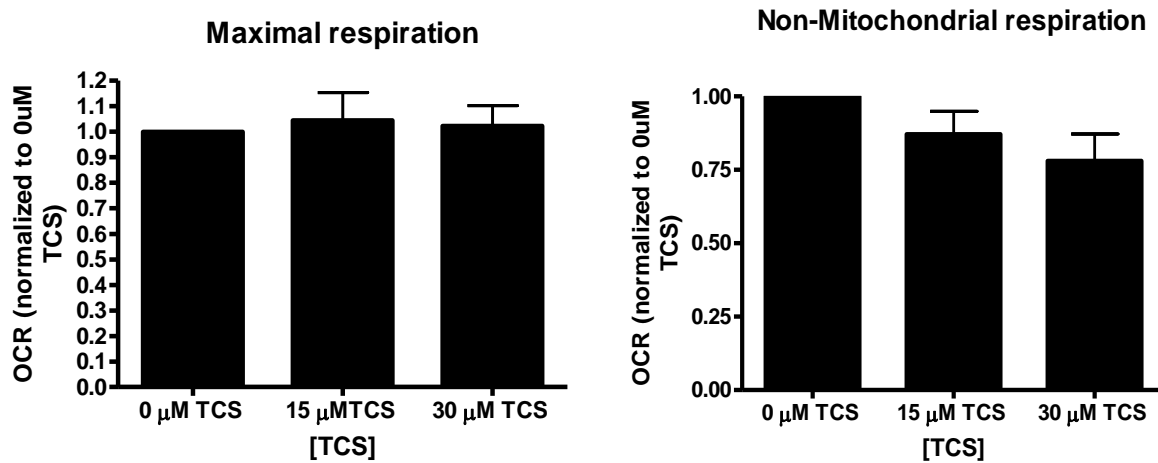 Maximal respiration
OCR (normalized to 0uM
TCS)
1.2
1.1
1.0
0.9
0.8
0.7
0.6
0.5
0.4
0.3
0.2
0.1
0.0
0 μM TCS 15 μMTCS 30 μM TCS
[TCS]
Non-Mitochondrial respiration
OCR (normalized to 0uM
TCS)
1.00
0.75
0.50
0.25
0.00
0 μM TCS 15 μM TCS 30 μM TCS
[TCS]